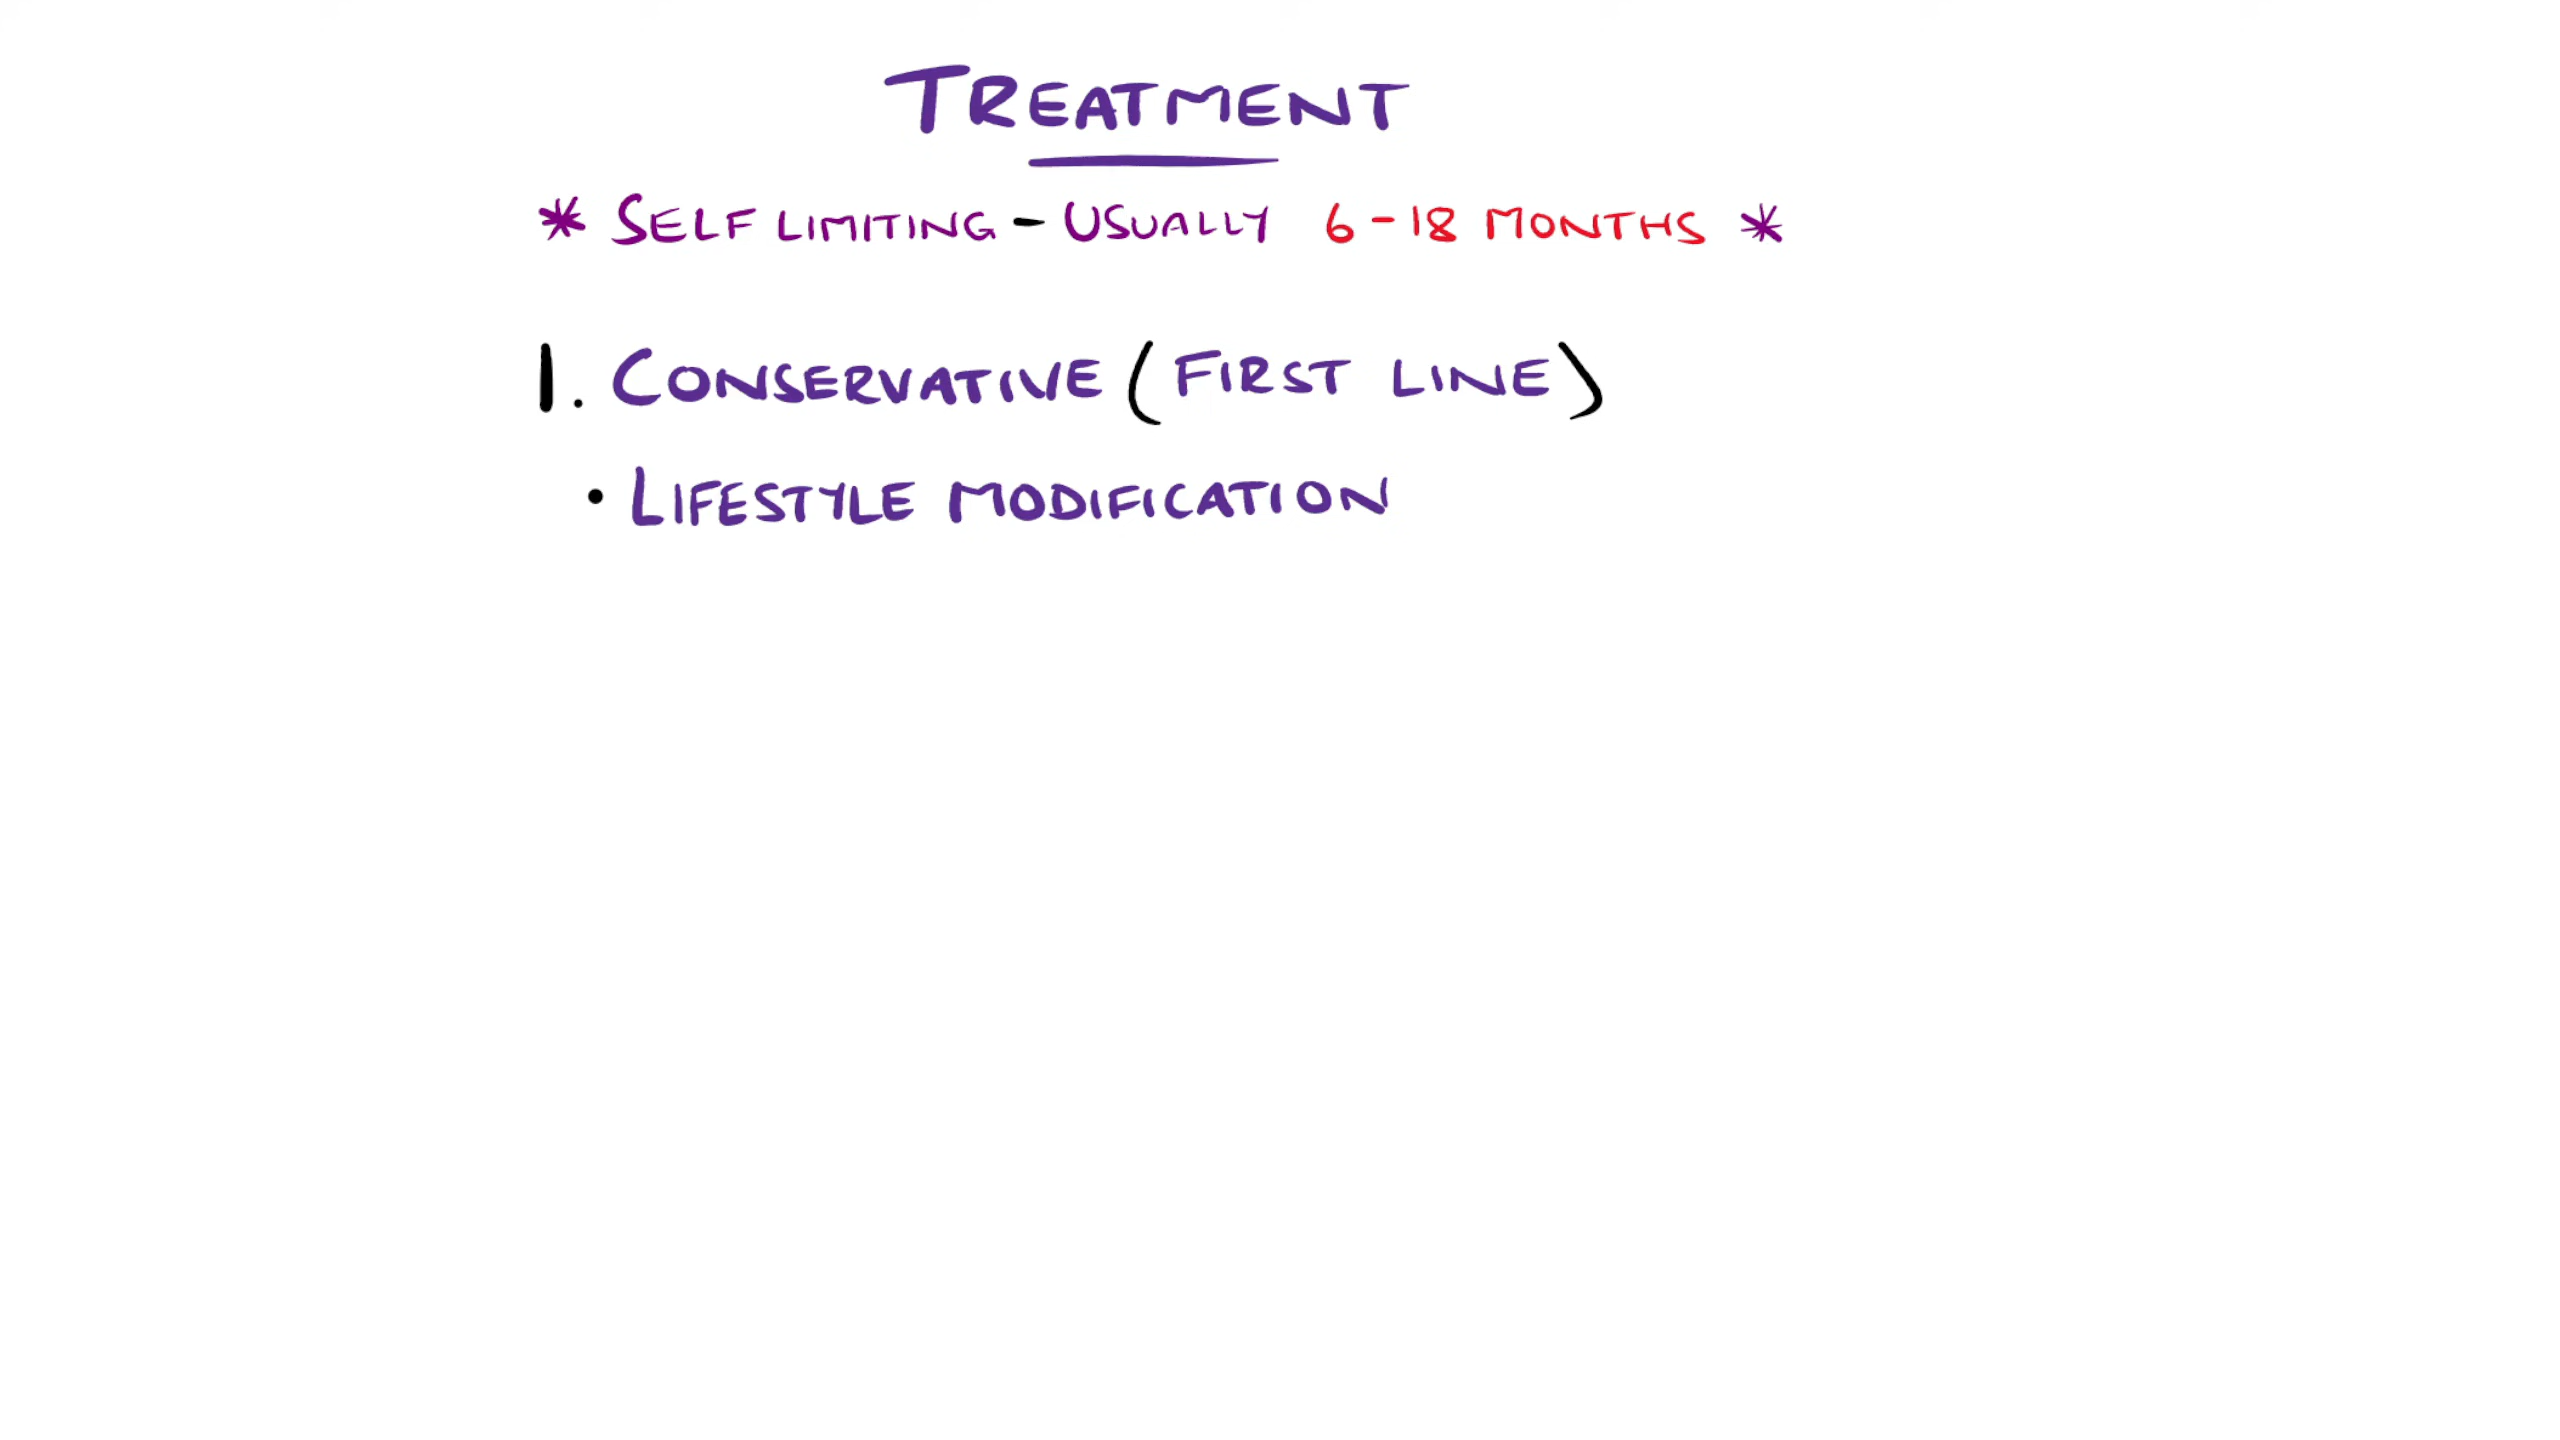 TREATMENT
* SELF LIMITING - USUALLY 6-18 MONTHS *
1. CONSERVATIVE (FIRST LINE)
• LIFESTYLE MODIFICATION